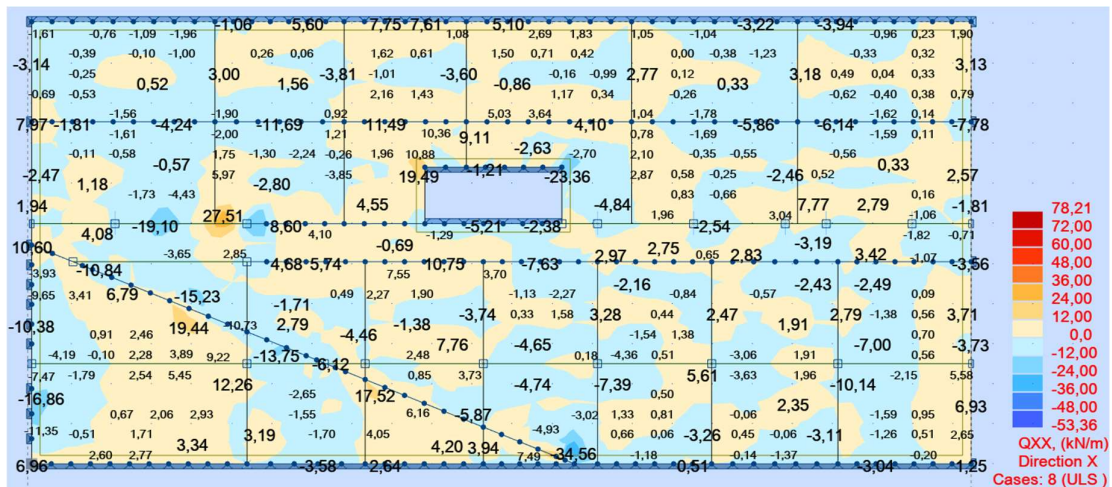 -1,06 5,60 7,75 7,61 5,10 -3,22 -3,94
-1,61 -0,76 -1,09 -1,96 1,08 2,69 1,83 1,05 -1,04 -0,96 0,23 1,90
-0,39 -0,10 -1,00 0,26 0,06 1,62 0,61 1,50 0,71 0,42 0,00 -0,38 -1,23 -0,33 0,32
-3,14 -0,25 3,00 -3,81 -1,01 -3,60 -0,16 -0,99 2,77 0,12 3,18 0,49 0,04 0,33 3,13
0,52 1,56 -0,86 0,33
-0,69 -0,53 2,16 1,43 1,17 0,34 -0,26 -0,62 -0,40 0,38 0,79
-1,56 -1,90 0,92 5,03 3,64 1,04 -1,78 -1,62 0,14
7,97 -1,81 -4,24 -11,69 11,49 4,10 -5,86 -6,14 -7,78
-1,61 -2,00 1,21 10,36 9,11 0,78 -1,69 -1,59 0,11
-2,63
-0,11 -0,58 1,75 -1,30 -2,24 -0,26 1,96 10,88 -2,70 2,10 -0,35 -0,55 -0,56
-0,57 0,33
-2,47 5,97 -3,85 19,49 -1,21 -23,36 2,87 0,58 -0,25 -2,46 0,52 2,57
1,18 -2,80
-1,73 -4,43 0,83 -0,66 0,16
1,94 4,55 -4,84 7,77 2,79 -1,81
27,51 1,96 3,04 -1,06
-19,10 8,60 -5,21 -2,38 -2,54
4,08 4,10 -1,29 -1,82 -0,71
10,60 -0,69 2,75 -3,19
-3,65 2,85 2,97 0,65 2,83 3,42 -1,07
-10,84 4,68 5,74 10,75 -7,63 -3,56
-3,93 7,55 3,70
-2,16 -2,43 -2,49
-9,65 3,41 6,79 -15,23 0,49 2,27 1,90 -1,13 -2,27 -0,84 -0,57 0,09
-1,71
-3,74 0,33 1,58 3,28 0,44 2,47 2,79 -1,38 0,56 3,71
-10,38 19,44 -10,73 2,79 -1,38 1,91
0,91 2,46 -4,46 -1,54 1,38 0,70
7,76 -4,65 -7,00 -3,73
-4,19 -0,10 2,28 3,89 9,22 -13,75 2,48 0,18 -4,36 0,51 -3,06 1,91 0,56
-6,12
-7,47 -1,79 2,54 5,45 0,85 3,73 5,61 -3,63 1,96 -2,15 5,58
12,26 -4,74 -7,39 -10,14
-16,86 -2,65 17,52 0,50
0,67 2,06 2,93 -1,55 6,16 -5,87 -3,02 1,33 0,81 -0,06 2,35 -1,59 0,95 6,93
-11,35 -0,51 1,71 3,19 -1,70 4,05 -4,93 0,66 0,06 -3,26 0,45 -0,06 -3,11 -1,26 0,51 2,65
3,34 4,20 3,94
2,60 2,77 7,49 34,56 -1,18 -0,14 -1,37 -0,20
6,96 -3,58 2,64 0,51 -3,04 1,25
78,21
72,00
60,00
48,00
36,00
24,00
12,00
0,0
-12,00
-24,00
-36,00
-48,00
-53,36
QXX, (kN/m)
Direction X
Cases: 8 (ULS )